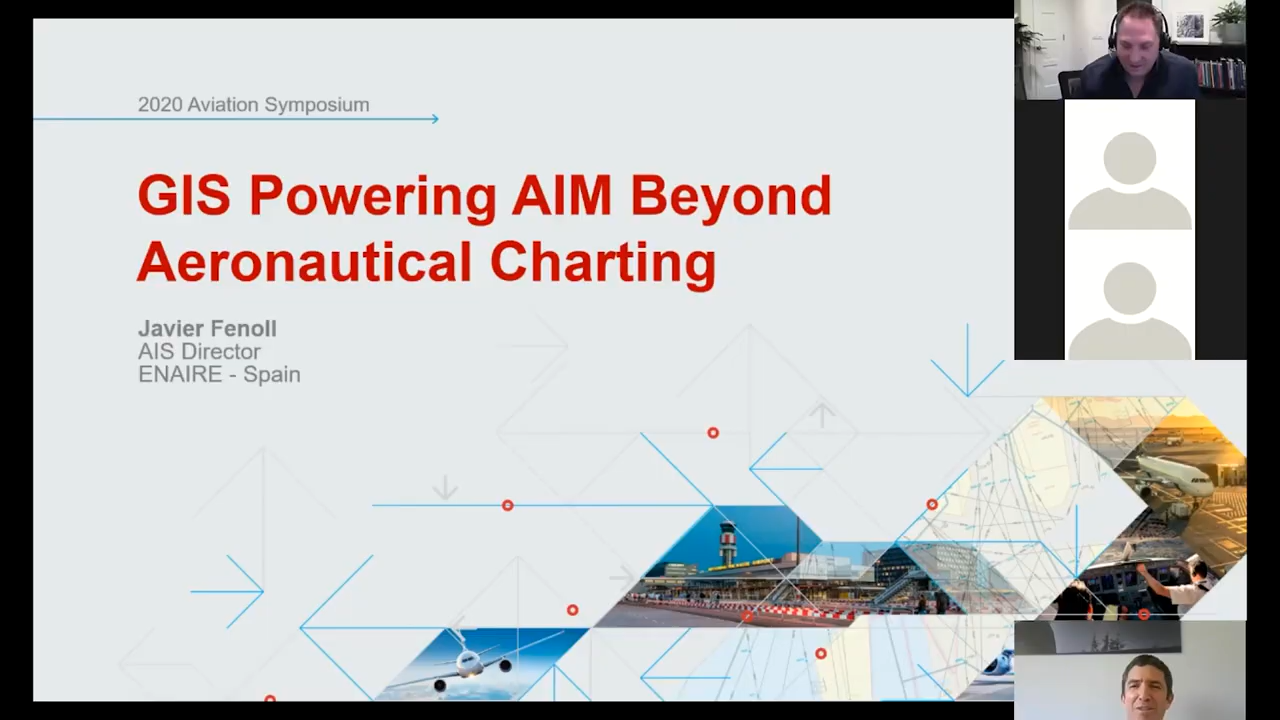 2020 Aviation Symposium
GIS Powering AIM Beyond
Aeronautical Charting
Javier Fenoll
AIS Director
ENAIRE - Spain